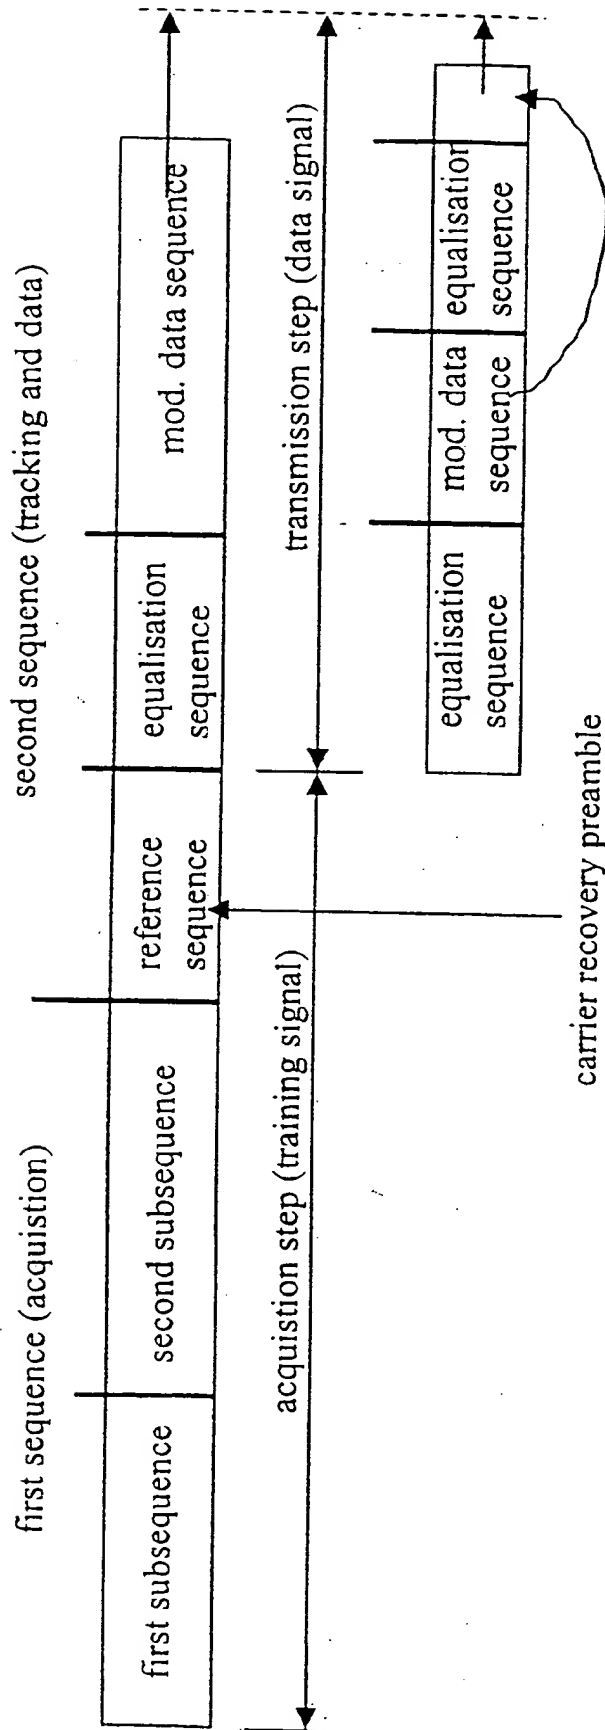 first sequence (acquistion)
second sequence (tracking and data)
first subsequence
second subsequence
reference
sequence
equalisation
sequence
mod. data sequence
acquistion step (training signal)
transmission step (data signal)
equalisation
sequence
mod. data
sequence
equalisation
sequence
carrier recovery preamble